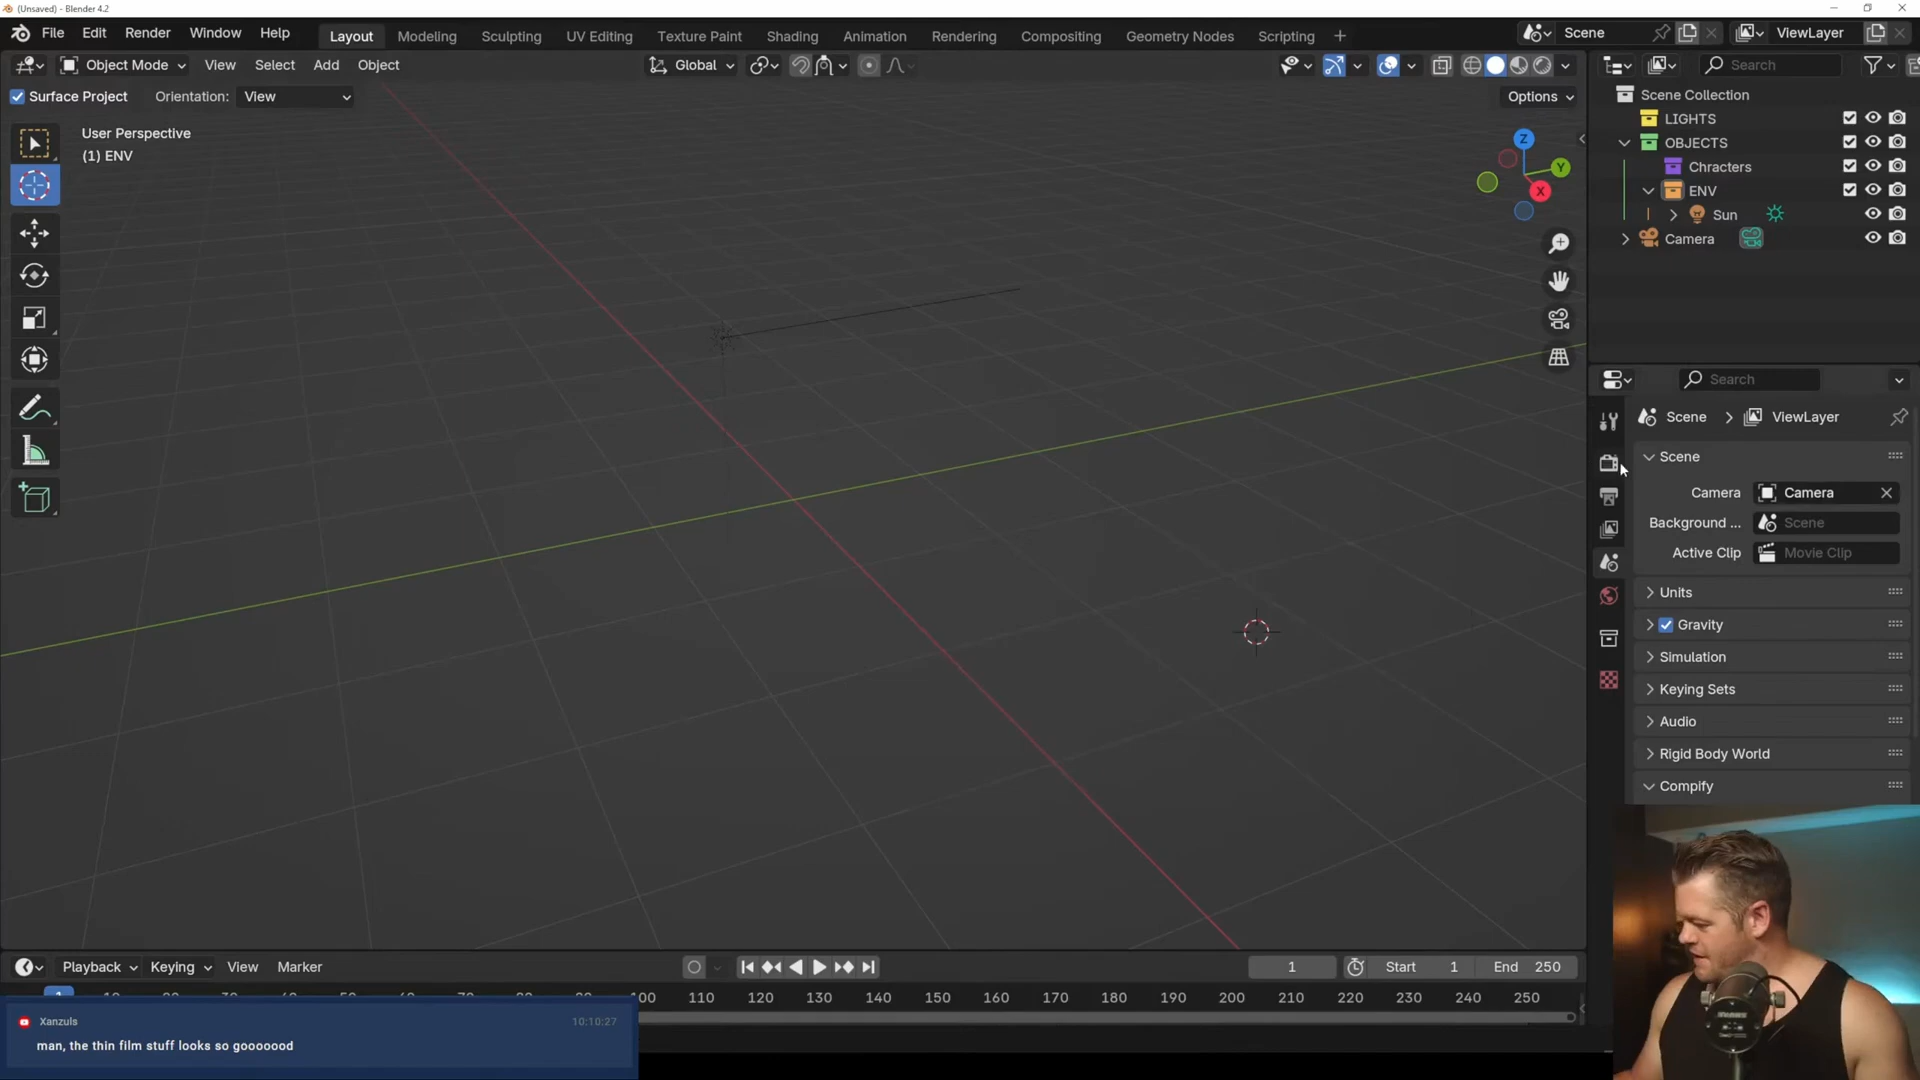 (Unsaved) - Blender 4.2
File Edit Render Window Help
Layout Modeling Sculpting UV Editing Texture Paint Shading Animation Rendering Compositing Geometry Nodes Scripting +
Scene ViewLayer
Object Mode View Select Add Object
Global
Search
Surface Project Orientation: View
Options
User Perspective
(1) ENV
Z
Y
X
Scene Collection
LIGHTS
OBJECTS
Chracters
ENV
Sun
Camera
Search
Scene > ViewLayer
Scene
Camera Camera
Background ... Scene
Active Clip Movie Clip
Units
Gravity
Simulation
Keying Sets
Audio
Rigid Body World
Compify
Playback Keying View Marker
1 Start 1 End 250
1 100 110 120 130 140 150 160 170 180 190 200 210 220 230 240 250
Xanzuls 10:10:27
man, the thin film stuff looks so gooooood